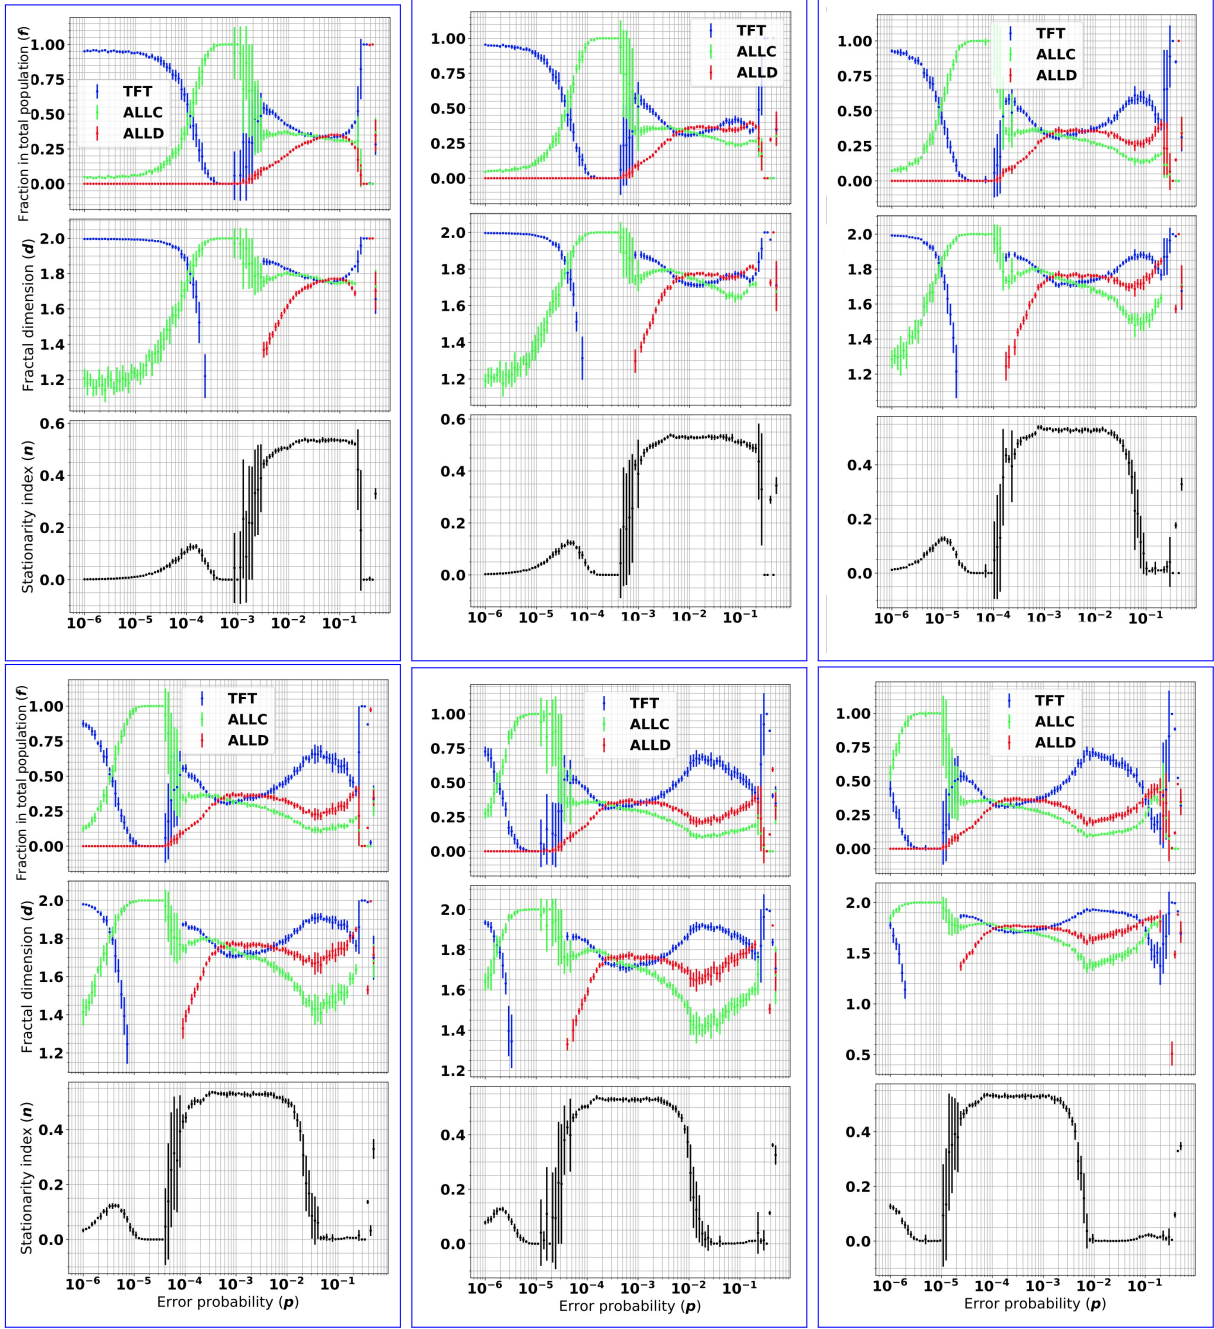 Fraction in total population (f)
1.00
0.75
0.50
0.25
0.00
TFT
ALLC
ALLD
Fractal dimension (d)
2.0
1.8
1.6
1.4
1.2
Stationarity index (n)
0.6
0.4
0.2
0.0
10⁻⁶ 10⁻⁵ 10⁻⁴ 10⁻³ 10⁻² 10⁻¹
1.00
0.75
0.50
0.25
0.00
TFT
ALLC
ALLD
2.0
1.8
1.6
1.4
1.2
0.6
0.4
0.2
0.0
10⁻⁶ 10⁻⁵ 10⁻⁴ 10⁻³ 10⁻² 10⁻¹
1.00
0.75
0.50
0.25
0.00
TFT
ALLC
ALLD
2.0
1.8
1.6
1.4
1.2
0.4
0.2
0.0
10⁻⁶ 10⁻⁵ 10⁻⁴ 10⁻³ 10⁻² 10⁻¹
Fraction in total population (f)
1.00
0.75
0.50
0.25
0.00
TFT
ALLC
ALLD
Fractal dimension (d)
2.0
1.8
1.6
1.4
1.2
Stationarity index (n)
0.4
0.2
0.0
10⁻⁶ 10⁻⁵ 10⁻⁴ 10⁻³ 10⁻² 10⁻¹
Error probability (p)
1.00
0.75
0.50
0.25
0.00
TFT
ALLC
ALLD
2.0
1.8
1.6
1.4
1.2
0.4
0.2
0.0
10⁻⁶ 10⁻⁵ 10⁻⁴ 10⁻³ 10⁻² 10⁻¹
Error probability (p)
1.00
0.75
0.50
0.25
0.00
TFT
ALLC
ALLD
2.0
1.5
1.0
0.5
0.4
0.2
0.0
10⁻⁶ 10⁻⁵ 10⁻⁴ 10⁻³ 10⁻² 10⁻¹
Error probability (p)